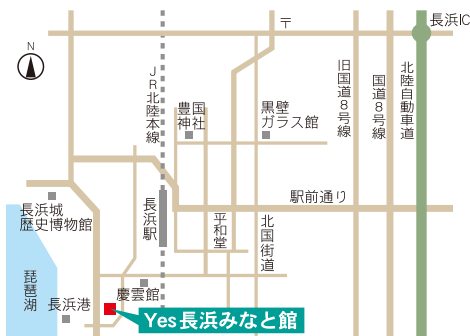 長浜IC
〒
N
JR北陸本線
豊国
神社
黒壁
ガラス館
旧国道8号線
国道8号線
北陸自動車道
駅前通り
長浜城
歴史博物館
長浜駅
平和堂
北国街道
琵琶湖
長浜港
慶雲館
Yes長浜みなと館